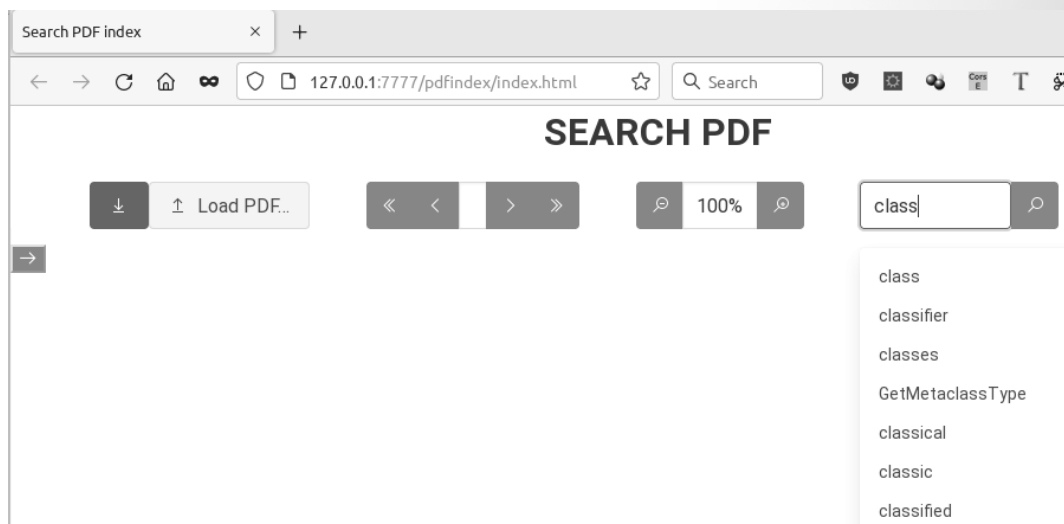 Search PDF index
127.0.0.1:7777/pdfindex/index.html
Search
Cors
E
T
SEARCH PDF
Load PDF...
100%
class
class
classifier
classes
GetMetaclassType
classical
classic
classified